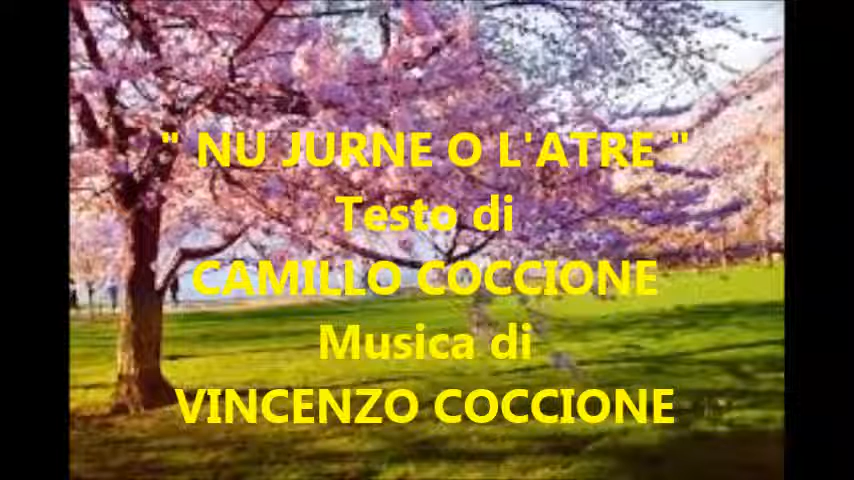 " NU JURNE O L'ATRE "
Testo di
CAMILLO COCCIONE
Musica di
VINCENZO COCCIONE